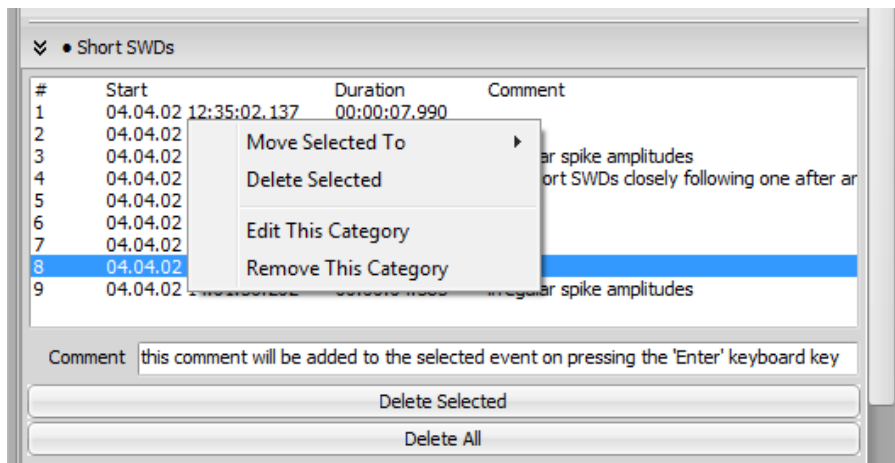 • Short SWDs
# Start Duration Comment
1 04.04.02 12:35:02.137 00:00:07.990
2 04.04.02
Move Selected To
3 04.04.02 ar spike amplitudes
4 04.04.02 Delete Selected ort SWDs closely following one after
5 04.04.02
6 04.04.02 Edit This Category
7 04.04.02
8 04.04.02 Remove This Category
9 04.04.02 spike amplitudes
Comment this comment will be added to the selected event on pressing the 'Enter' keyboard key
Delete Selected
Delete All